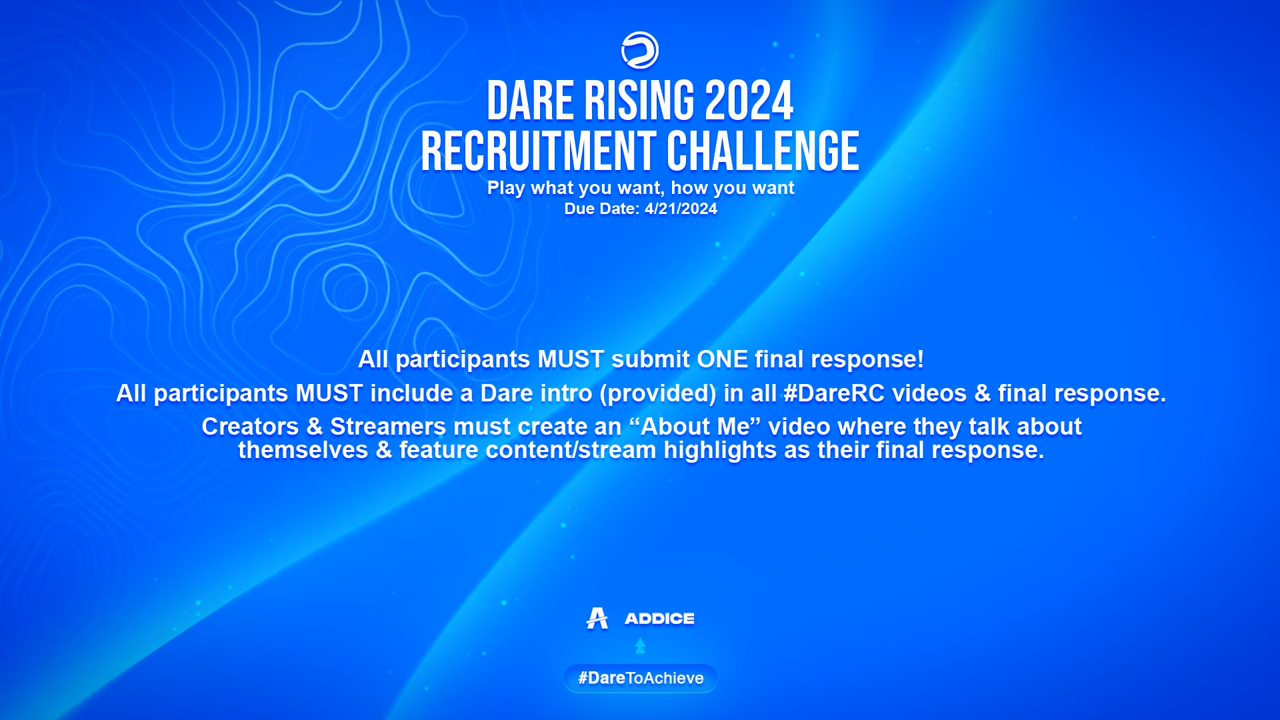 DARE RISING 2024
RECRUITMENT CHALLENGE
Play what you want, how you want
Due Date: 4/21/2024
All participants MUST submit ONE final response!
All participants MUST include a Dare intro (provided) in all #DareRC videos & final response.
Creators & Streamers must create an “About Me” video where they talk about
themselves & feature content/stream highlights as their final response.
ADDICE
#DareToAchieve